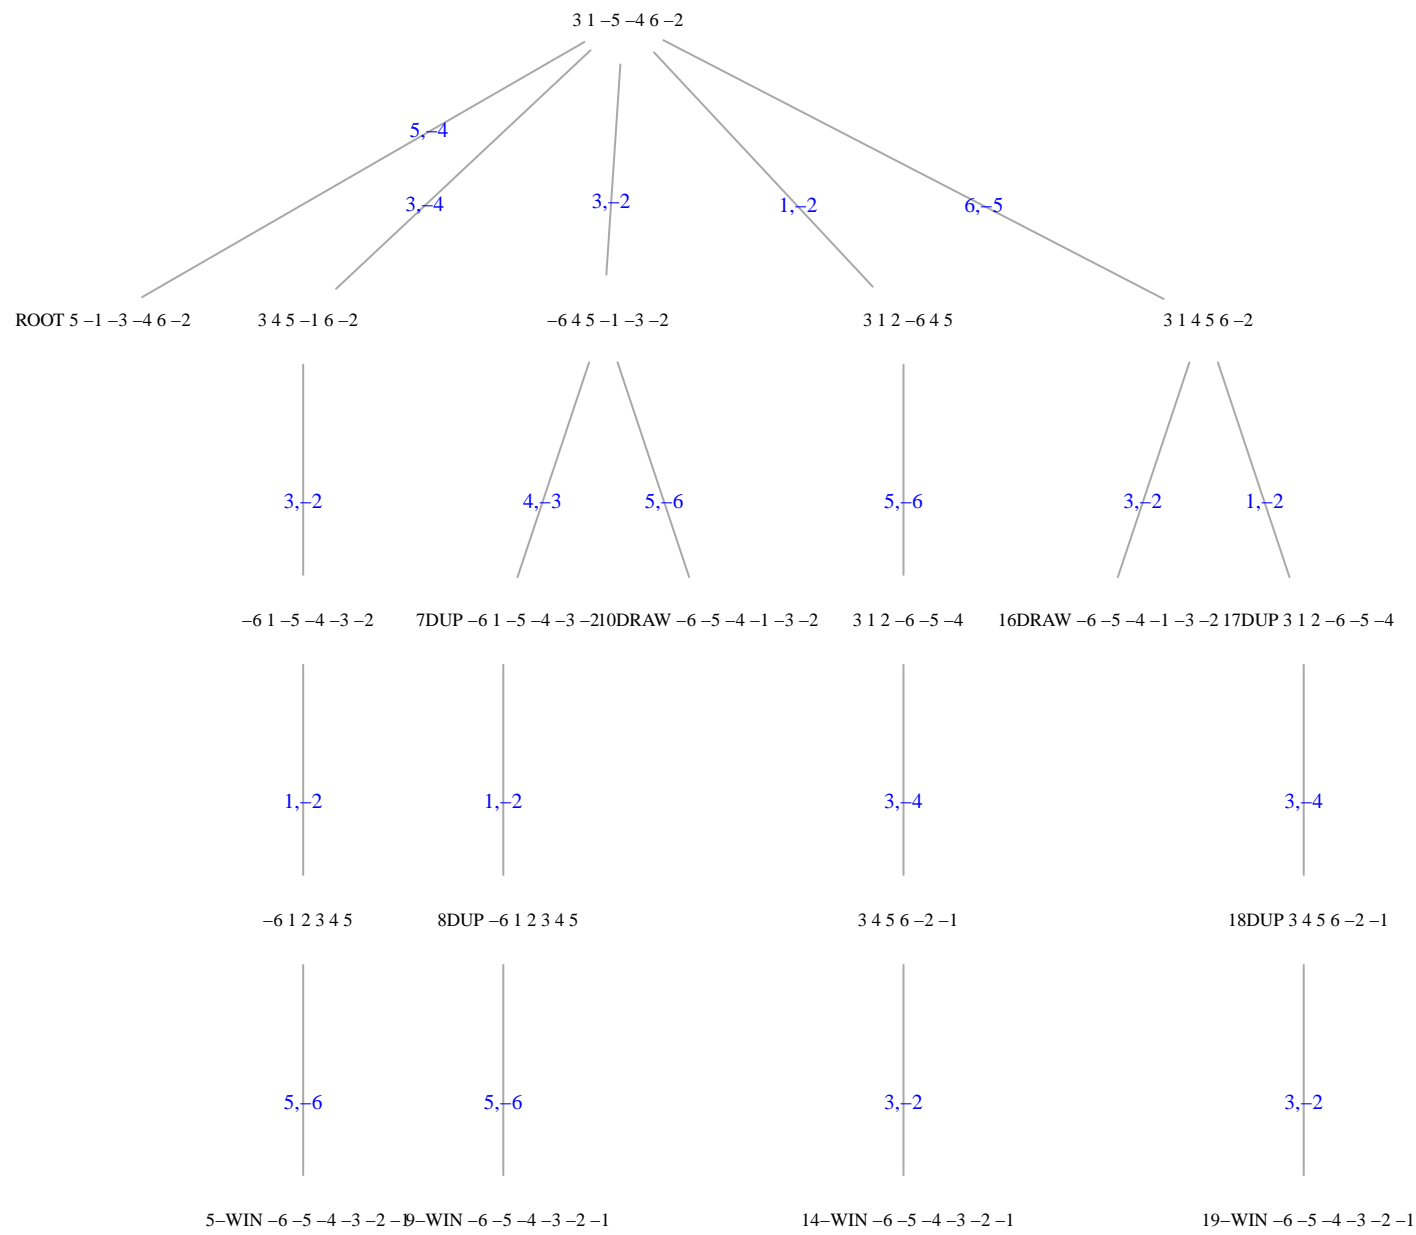 3 1 –5 –4 6 –2
5,–4
3,–4
3,–2
1,–2
6,–5
ROOT 5 –1 –3 –4 6 –2
3 4 5 –1 6 –2
–6 4 5 –1 –3 –2
3 1 2 –6 4 5
3 1 4 5 6 –2
3,–2
4,–3
5,–6
5,–6
3,–2
1,–2
–6 1 –5 –4 –3 –2
7DUP –6 1 –5 –4 –3 –2
10DRAW –6 –5 –4 –1 –3 –2
3 1 2 –6 –5 –4
16DRAW –6 –5 –4 –1 –3 –2
17DUP 3 1 2 –6 –5 –4
1,–2
1,–2
3,–4
3,–4
–6 1 2 3 4 5
8DUP –6 1 2 3 4 5
3 4 5 6 –2 –1
18DUP 3 4 5 6 –2 –1
5,–6
5,–6
3,–2
3,–2
5–WIN –6 –5 –4 –3 –2 –1
9–WIN –6 –5 –4 –3 –2 –1
14–WIN –6 –5 –4 –3 –2 –1
19–WIN –6 –5 –4 –3 –2 –1